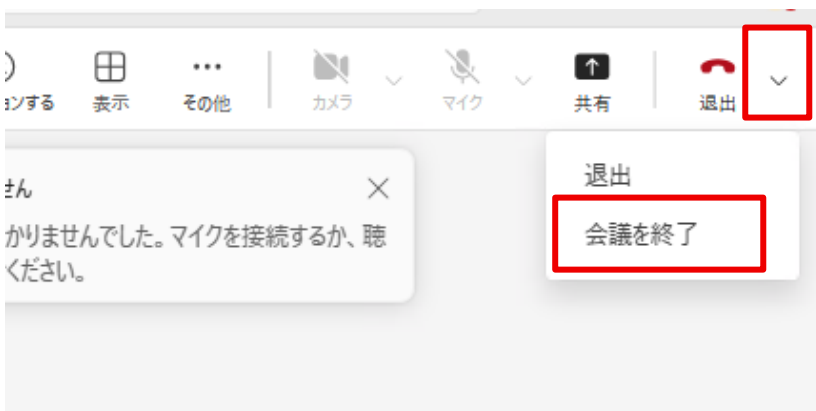 ョンする 表示 その他 カメラ マイク 共有 退出
せん
かりませんでした。マイクを接続するか、聴
ください。
退出
会議を終了